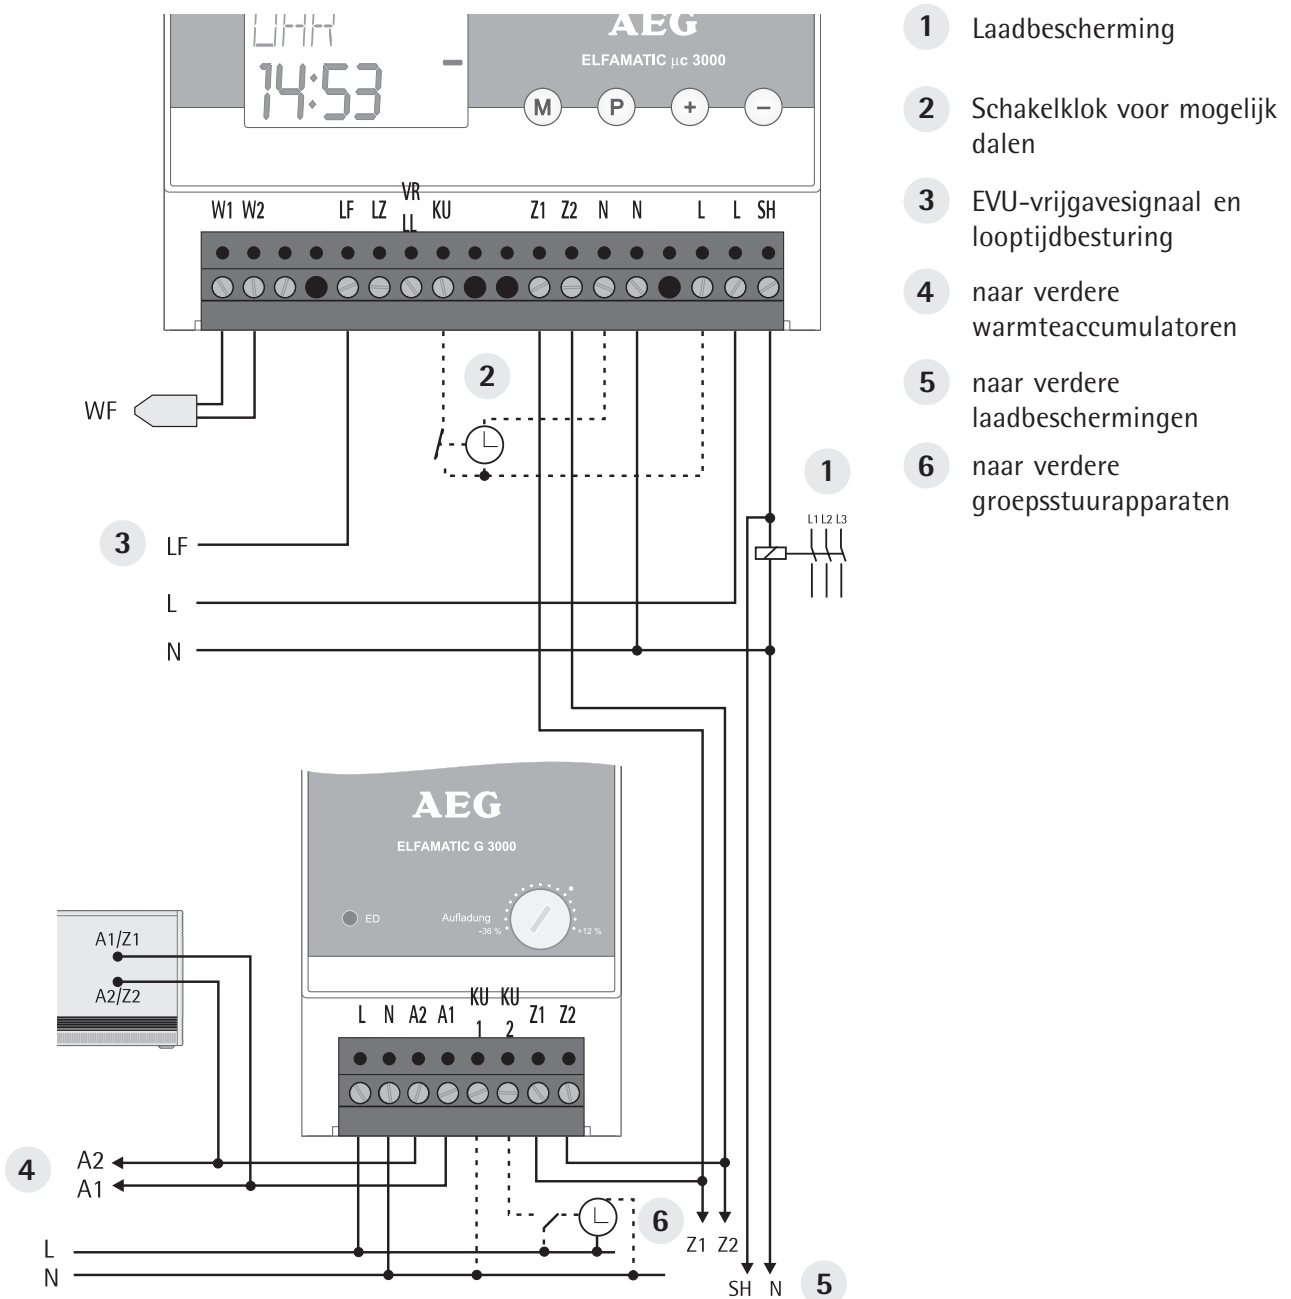 UHR
14:53
AEG
ELFAMATIC µc 3000
M P + −
W1 W2 LF LZ VR LL KU Z1 Z2 N N L L SH
WF
2
1
L1 L2 L3
3 LF
L
N
AEG
ELFAMATIC G 3000
ED
Aufladung
-36 % +12 %
A1/Z1
A2/Z2
L N A2 A1 KU 1 KU 2 Z1 Z2
4
A2
A1
6
L
N
Z1 Z2
SH N 5
1 Laadbescherming
2 Schakelklok voor mogelijk
dalen
3 EVU-vrijgavesignaal en
looptijdbesturing
4 naar verdere
warmteaccumulatoren
5 naar verdere
laadbeschermingen
6 naar verdere
groepsstuurapparaten